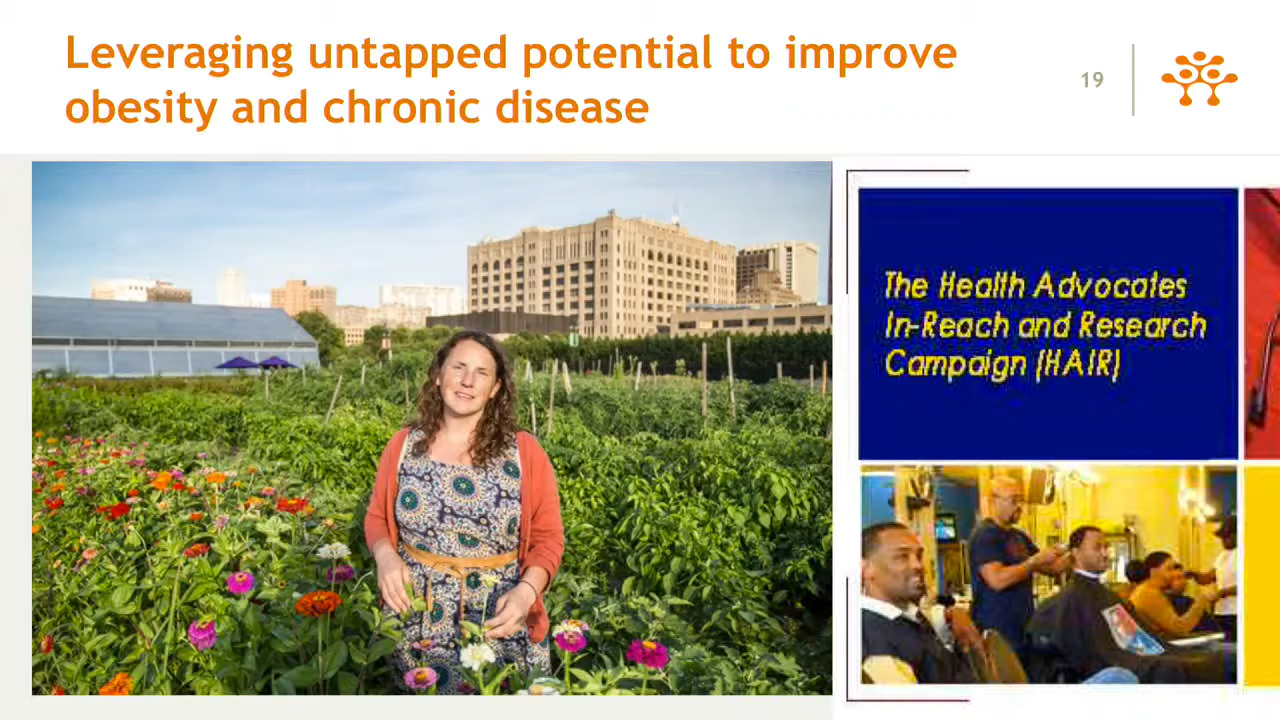 Leveraging untapped potential to improve
obesity and chronic disease
19
The Health Advocates
In-Reach and Research
Campaign (HAIR)